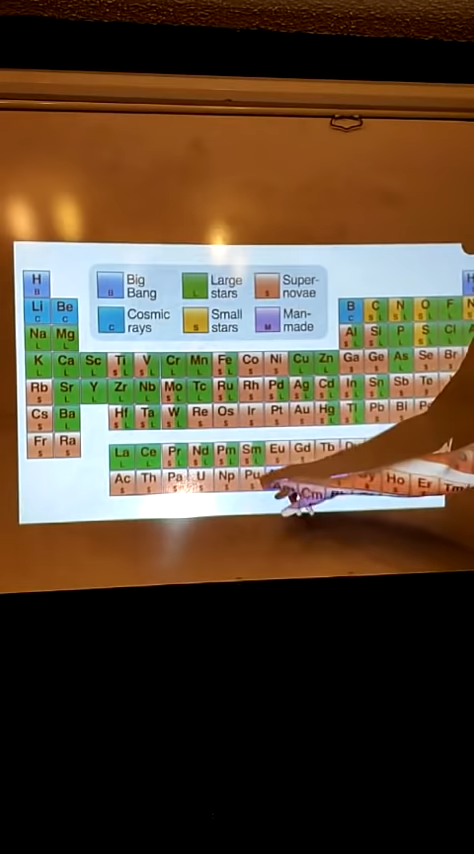 H
B
Big Bang
B
Large stars
L
Super-novae
S
Cosmic rays
C
Small stars
S
Man-made
M
Li Be B C N O F
C C C S L S L S L L
Na Mg Al Si P S Cl
L L S L S L L S L L
K Ca Sc Ti V Cr Mn Fe Co Ni Cu Zn Ga Ge As Se Br
Rb Sr Y Zr Nb Mo Tc Ru Rh Pd Ag Cd In Sn Sb Te
Cs Ba Hf Ta W Re Os Ir Pt Au Hg Tl Pb Bi
Fr Ra
S S
La Ce Pr Nd Pm Sm Eu Gd Tb
Ac Th Pa U Np Pu Am Cm Ho Er Tm